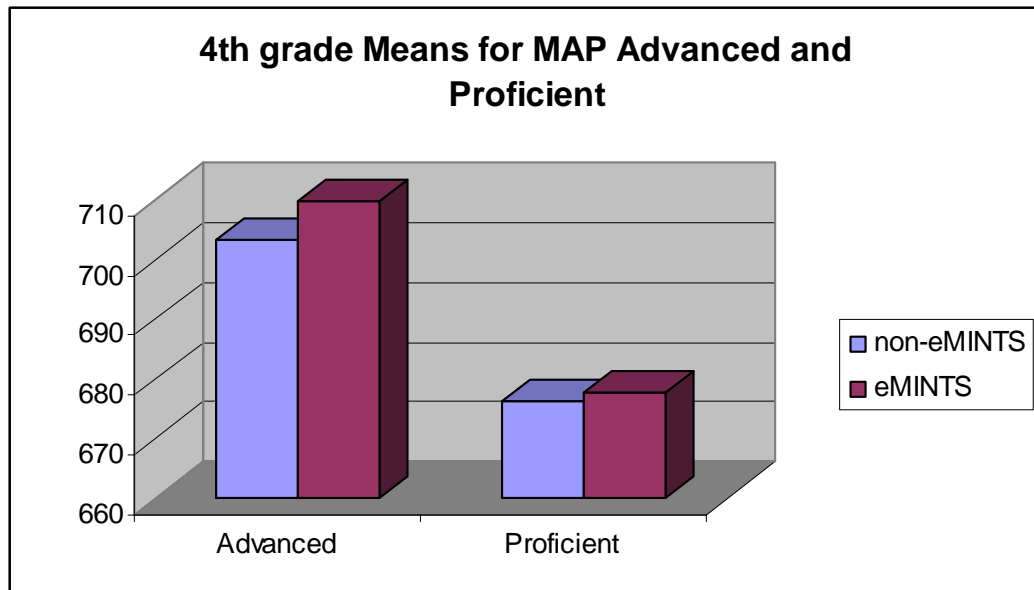 4th grade Means for MAP Advanced and
Proficient
710
700
690
680
670
660
Advanced
Proficient
non-eMINTS
eMINTS